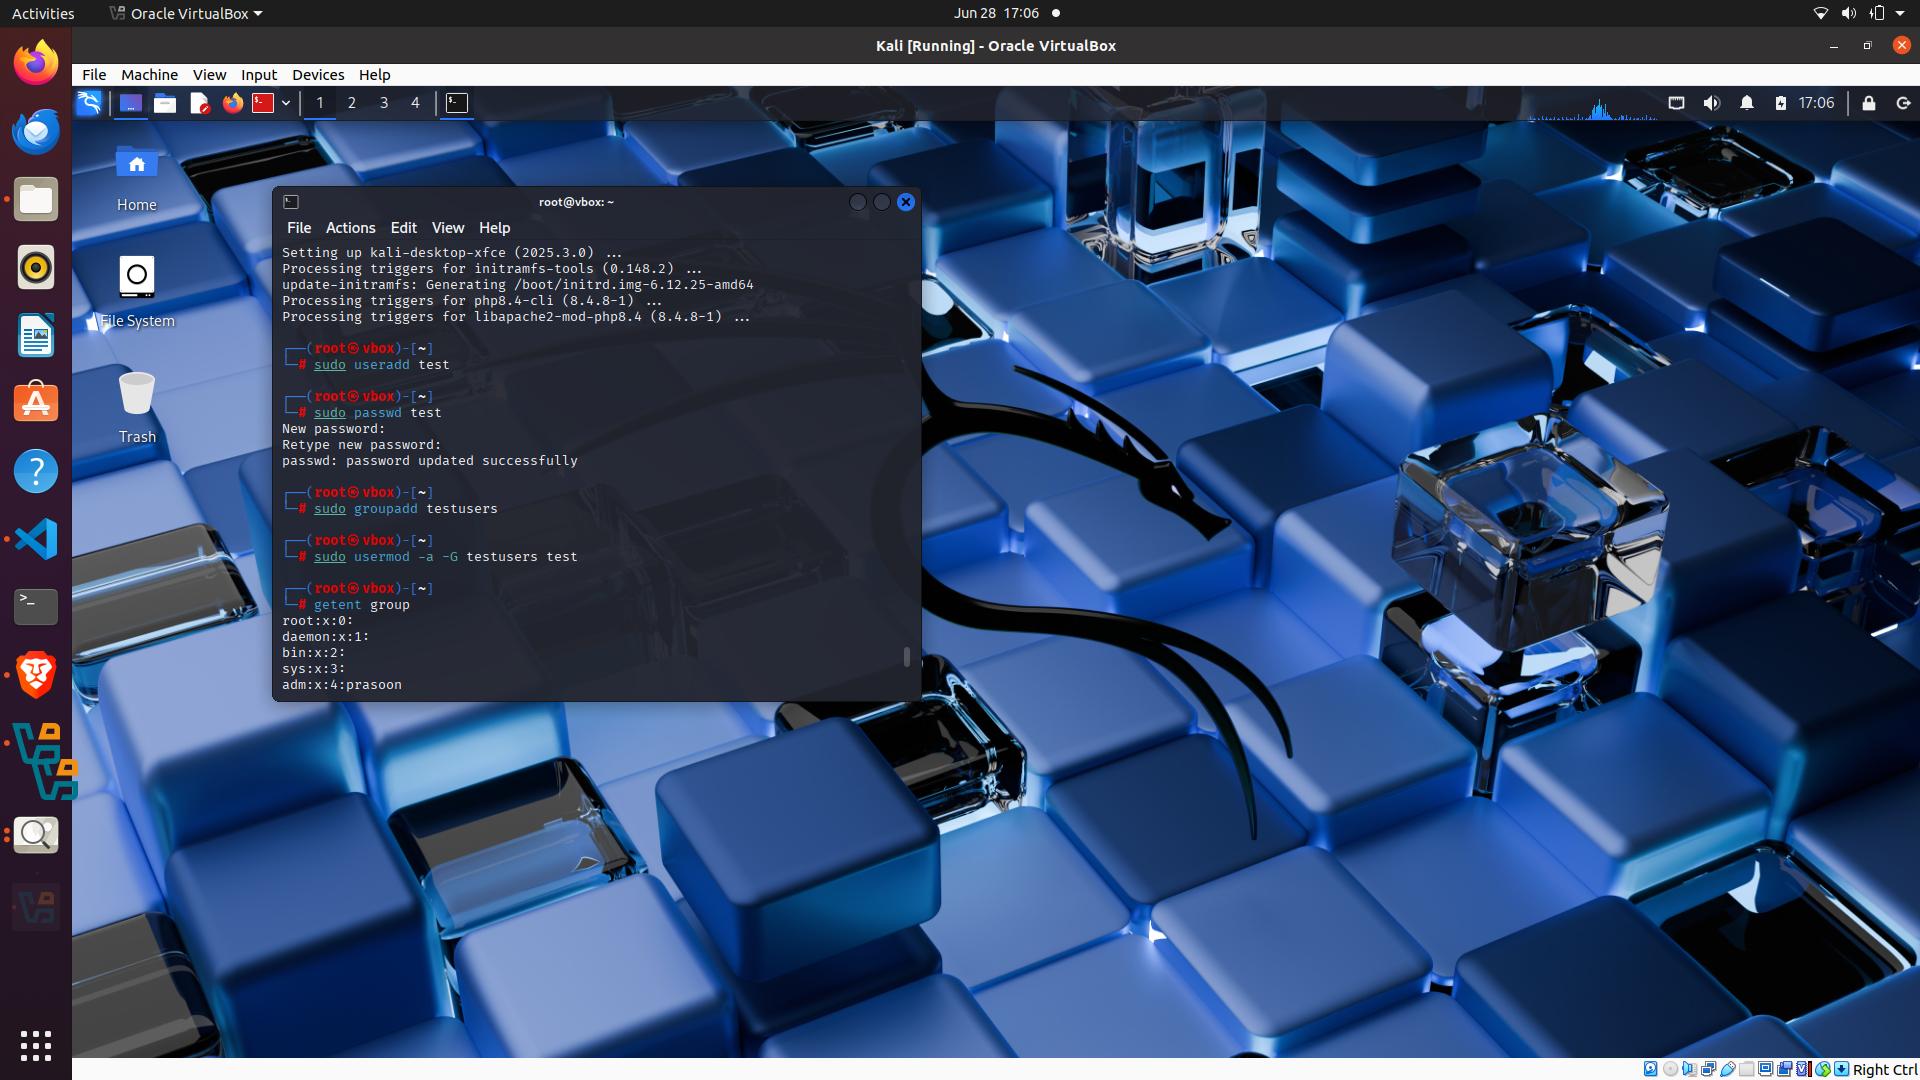 Activities
Oracle VirtualBox
Jun 28 17:06
Kali [Running] - Oracle VirtualBox
File Machine View Input Devices Help
1 2 3 4
17:06
Home
File System
Trash
root@vbox: ~
File Actions Edit View Help
Setting up kali-desktop-xfce (2025.3.0) ...
Processing triggers for initramfs-tools (0.148.2) ...
update-initramfs: Generating /boot/initrd.img-6.12.25-amd64
Processing triggers for php8.4-cli (8.4.8-1) ...
Processing triggers for libapache2-mod-php8.4 (8.4.8-1) ...
┌──(root㉿vbox)-[~]
└─# sudo useradd test
┌──(root㉿vbox)-[~]
└─# sudo passwd test
New password:
Retype new password:
passwd: password updated successfully
┌──(root㉿vbox)-[~]
└─# sudo groupadd testusers
┌──(root㉿vbox)-[~]
└─# sudo usermod -a -G testusers test
┌──(root㉿vbox)-[~]
└─# getent group
root:x:0:
daemon:x:1:
bin:x:2:
sys:x:3:
adm:x:4:prasoon
Right Ctrl